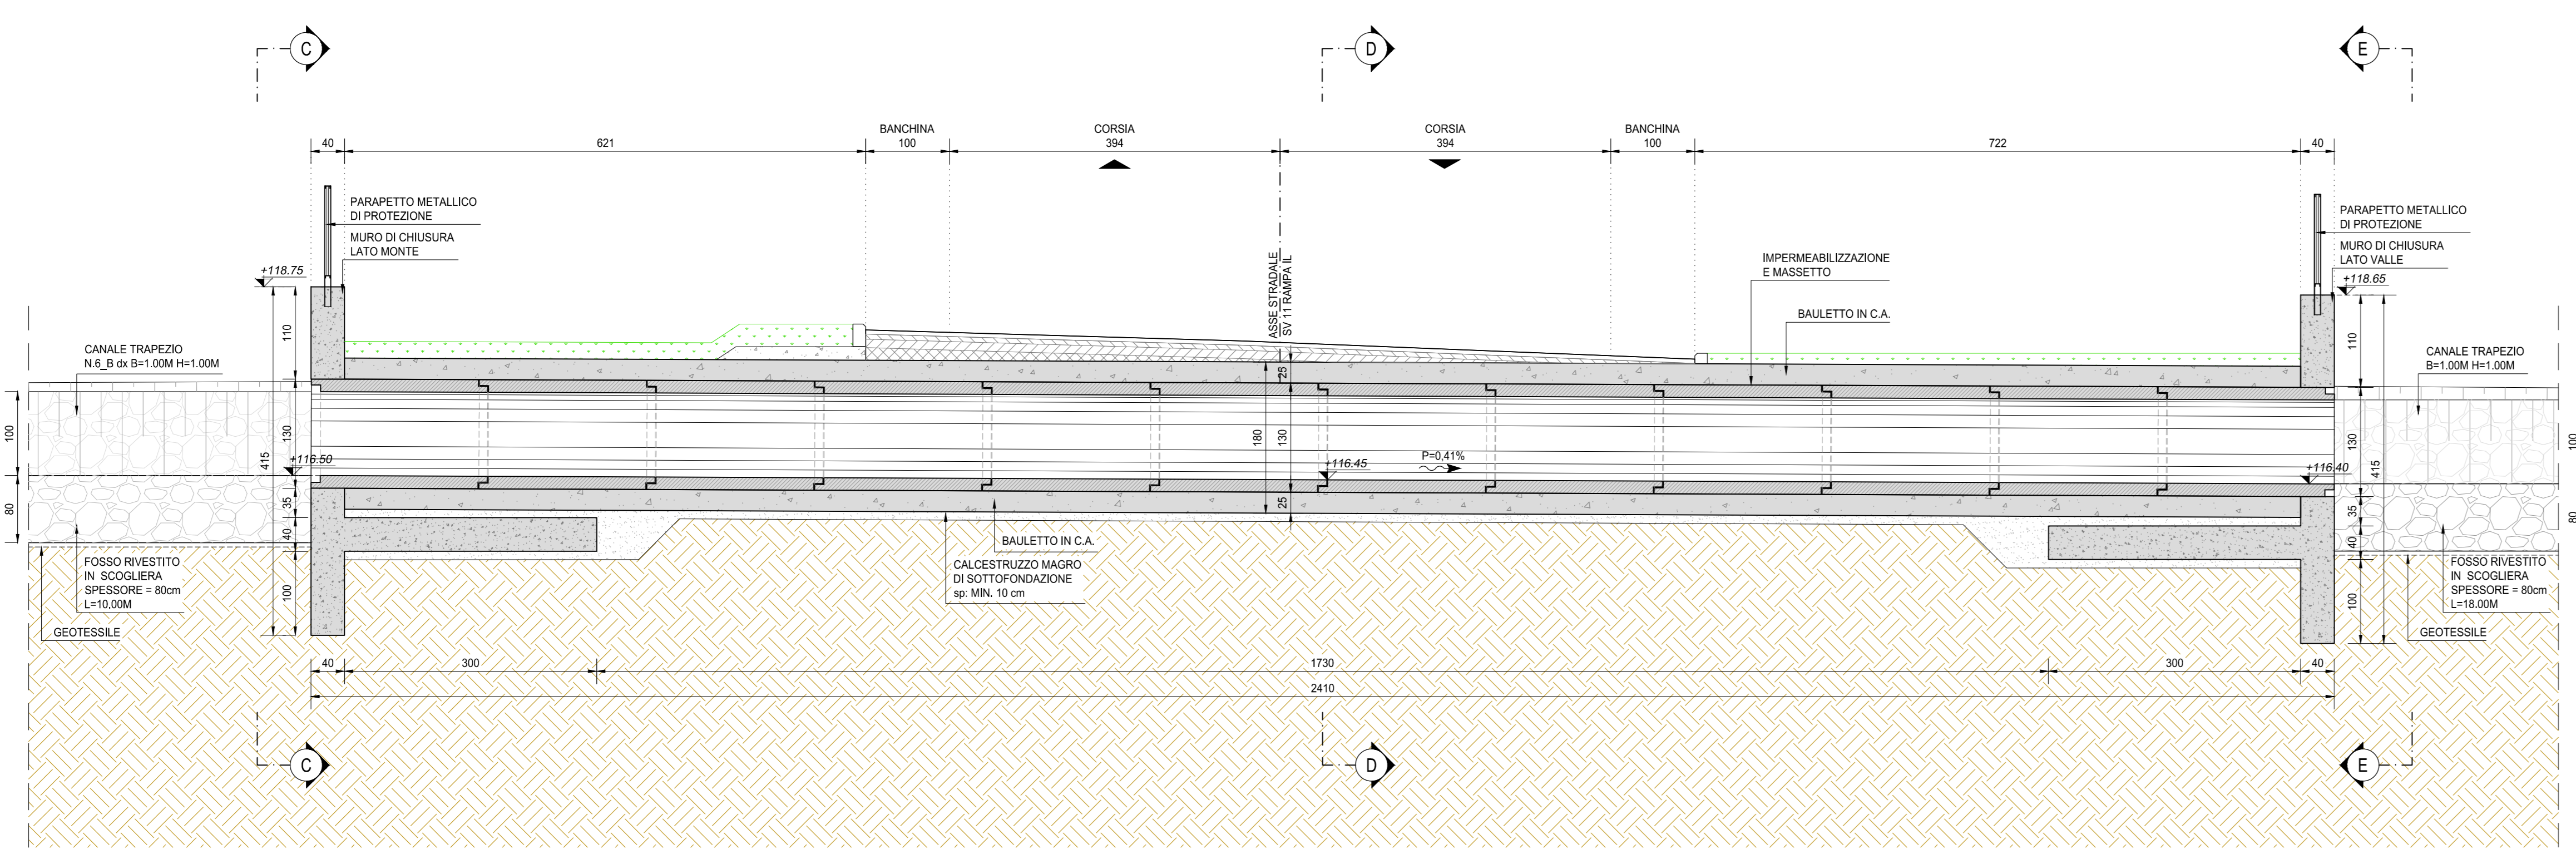 C
D
E
BANCHINA
CORSIA
CORSIA
BANCHINA
40
621
100
394
394
100
722
40
PARAPETTO METALLICO
DI PROTEZIONE
MURO DI CHIUSURA
LATO MONTE
+118.75
ASSE STRADALE
SV 11 RAMPA IL
IMPERMEABILIZZAZIONE
E MASSETTO
BAULETTO IN C.A.
PARAPETTO METALLICO
DI PROTEZIONE
MURO DI CHIUSURA
LATO VALLE
+118.65
CANALE TRAPEZIO
N.6_B dx B=1.00M H=1.00M
CANALE TRAPEZIO
B=1.00M H=1.00M
100
80
415
110
130
35
40
100
+116.50
180
25
130
25
+116.45
P=0,41%
+116.40
110
130
35
40
100
415
100
80
FOSSO RIVESTITO
IN SCOGLIERA
SPESSORE = 80cm
L=10,00M
GEOTESSILE
BAULETTO IN C.A.
CALCESTRUZZO MAGRO
DI SOTTOFONDAZIONE
sp: MIN. 10 cm
FOSSO RIVESTITO
IN SCOGLIERA
SPESSORE = 80cm
L=18.00M
GEOTESSILE
40
300
1730
300
40
2410
C
D
E